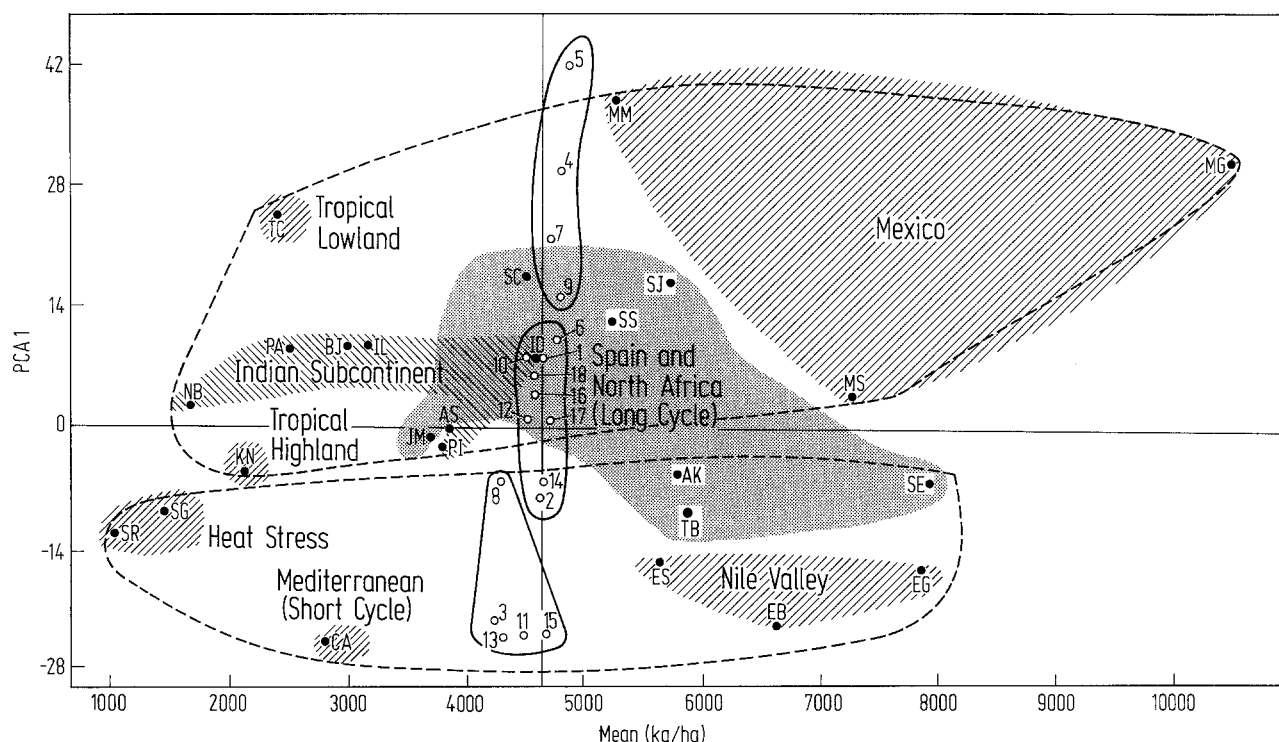 42
5
MM
4
MG
28
TC
Tropical
Lowland
Mexico
7
SC
9
SJ
14
SS
6
PCA 1
PA
BJ
IL
10
1
Spain and
Indian Subcontinent
10
18
North Africa
NB
16
(Long Cycle)
MS
Tropical
Highland
12
17
0
AS
JM
PI
KN
14
AK
SE
8
2
SG
TB
SR
Heat Stress
-14
ES
Nile Valley
EG
Mediterranean
(Short Cycle)
3
11
15
EB
13
CA
-28
1000
2000
3000
4000
5000
6000
7000
8000
9000
10000
Mean (kg/ha)